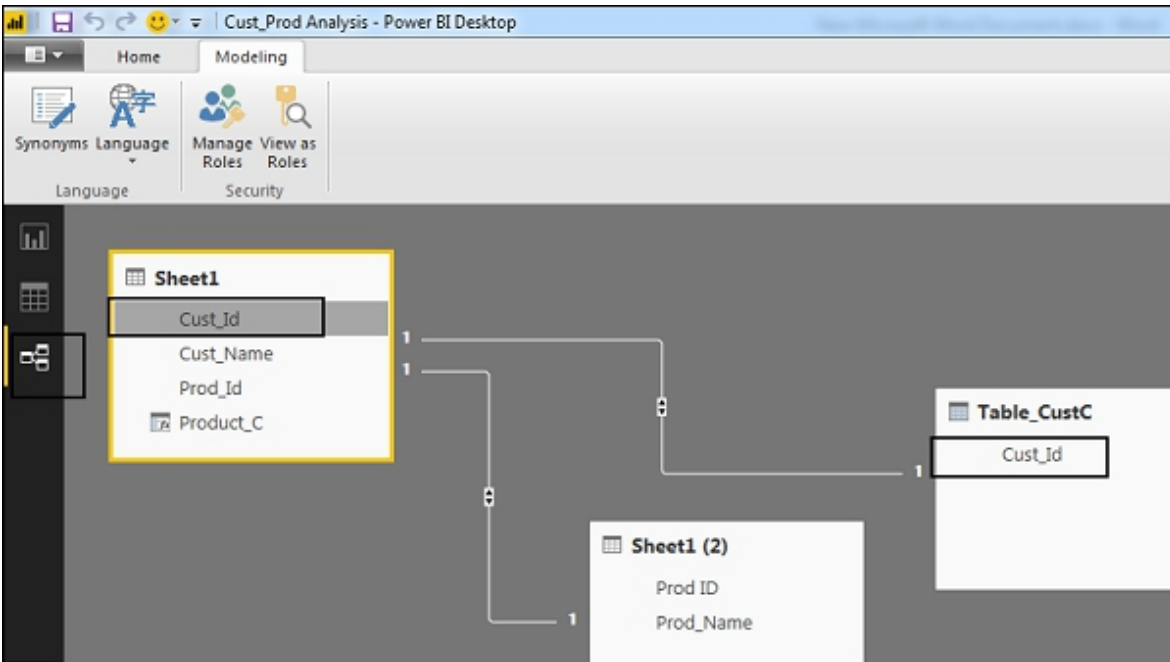 Cust_Prod Analysis - Power BI Desktop
Home Modeling
Synonyms Language Manage Roles View as Roles
Language Security
Sheet1
Cust_Id
Cust_Name
Prod_Id
Product_C
1
1
Table_CustC
Cust_Id
1
Sheet1 (2)
Prod ID
Prod_Name
1